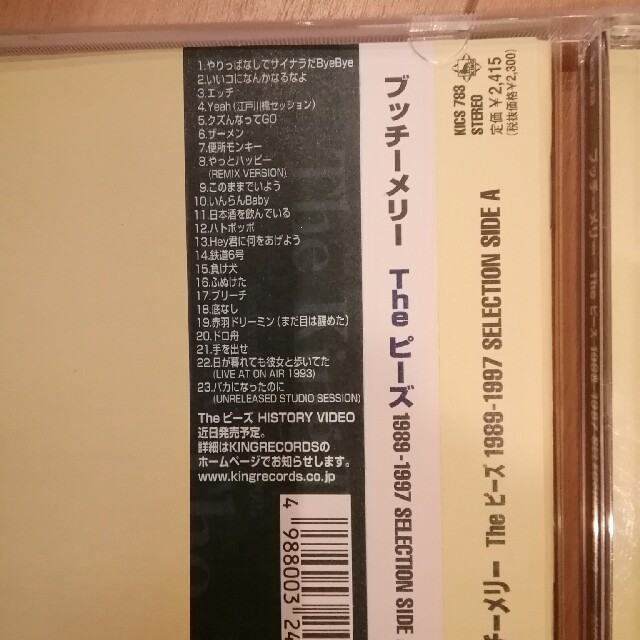 1.やりっぱなしでサイナラだByeBye
2.いいコになんかなるなよ
3.エッチ
4.Yeah(江戸川橋セッション)
5.クズんなってGO
6.ザーメン
7.便所モンキー
8.やっとハッピー
(REMIX VERSION)
9.このままでいよう
10.いんらんBaby
11.日本酒を飲んでいる
12.ハトポッポ
13.Hey君に何をあげよう
14.鉄道6号
15.負け犬
16.ふぬけた
17.ブリーチ
18.底なし
19.赤羽ドリーミン(まだ目は醒めた)
20.ドロ舟
21.手を出せ
22.日が暮れても彼女と歩いてた
(LIVE AT ON AIR 1993)
23.バカになったのに
(UNRELEASED STUDIO SESSION)
The ピーズ HISTORY VIDEO
近日発売予定。
詳細はKINGRECORDSの
ホームページでお知らせします。
www.kingrecords.co.jp
4 988003 24
ブッチーメリー The ピーズ 1989-1997 SELECTION SIDE
KICS 783
STEREO
定価¥2,415
(税抜価格¥2,300)
チーメリー The ピーズ 1989-1997 SELECTION SIDE A
ブッチーメリー The ピーズ